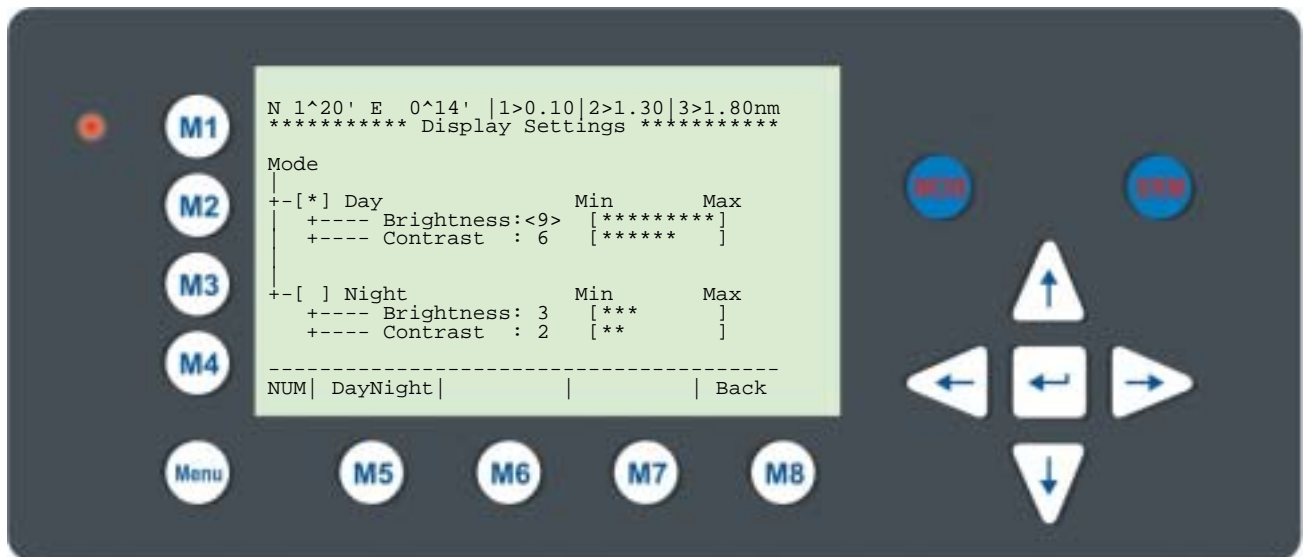 N 1^20' E  0^14' |1>0.10|2>1.30|3>1.80nm
*********** Display Settings ***********
Mode
|
+-[*] Day               Min       Max
|  +---- Brightness:<9>  [*********]
|  +---- Contrast  : 6   [******   ]
|
|
|
+-[ ] Night             Min       Max
   +---- Brightness: 3   [***      ]
   +---- Contrast  : 2   [**       ]
----------------------------------------
NUM| DayNight|         |         | Back
M1
M2
M3
M4
Menu
M5
M6
M7
M8